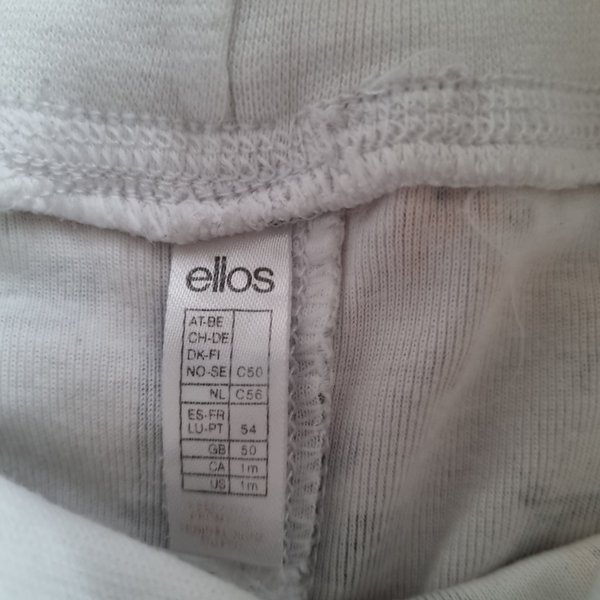 ellos
AT-BE
CH-DE
DK-FI
NO-SE C50
NL C56
ES-FR
LU-PT 54
GB 50
CA 1m
US 1m